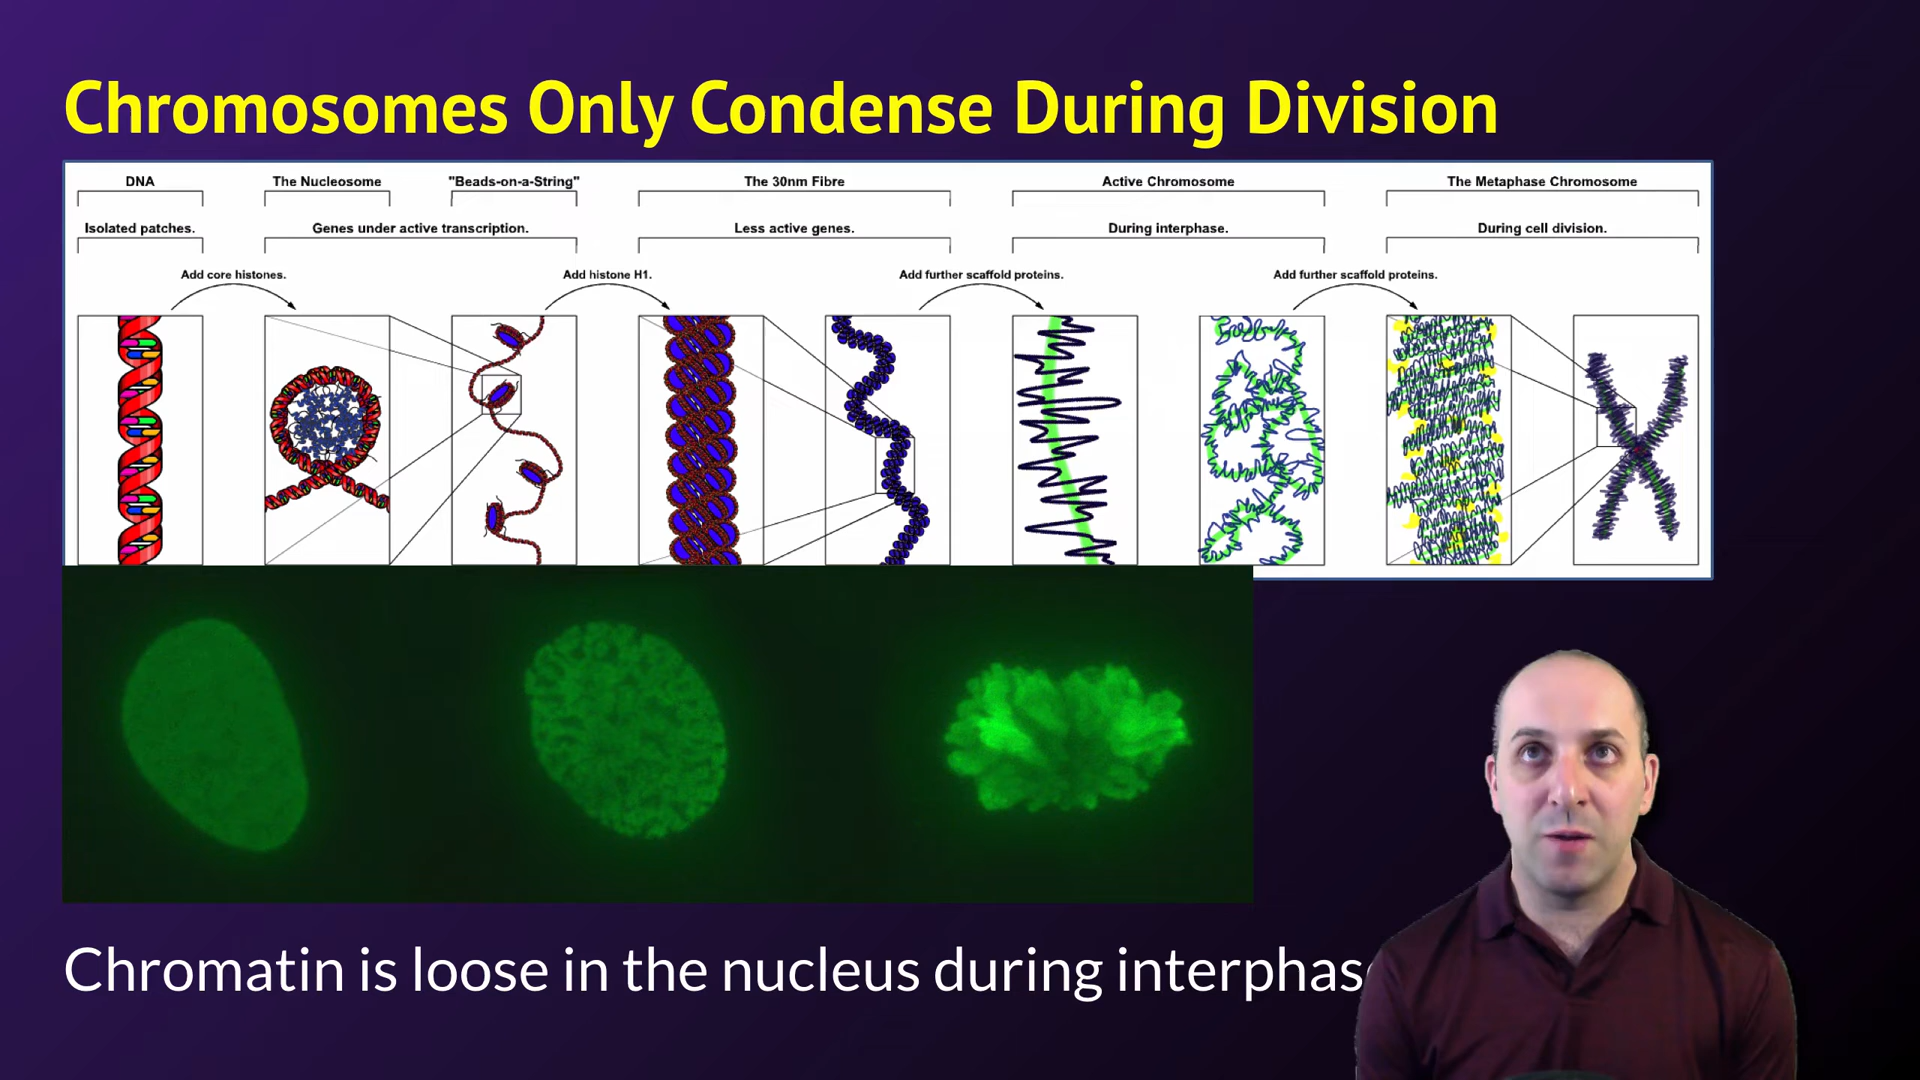 Chromosomes Only Condense During Division
DNA
The Nucleosome
"Beads-on-a-String"
The 30nm Fibre
Active Chromosome
The Metaphase Chromosome
Isolated patches.
Genes under active transcription.
Less active genes.
During interphase.
During cell division.
Add core histones.
Add histone H1.
Add further scaffold proteins.
Add further scaffold proteins.
Chromatin is loose in the nucleus during